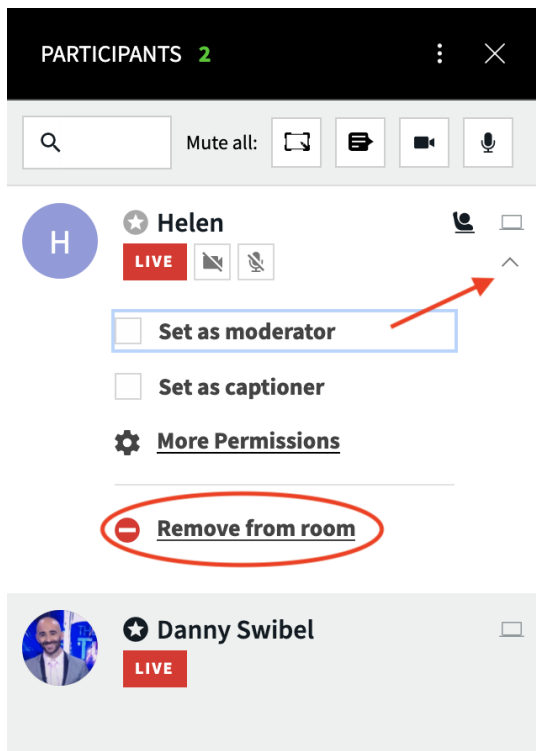 PARTICIPANTS 2
Mute all:
H
Helen
LIVE
Set as moderator
Set as captioner
More Permissions
Remove from room
Danny Swibel
LIVE